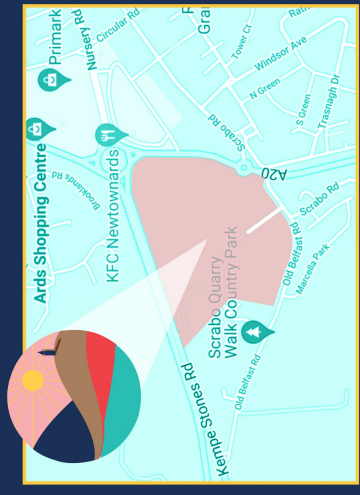 Primark
Nursery Rd
Circular Rd
Gra
Tower Ct
Windsor Ave
N Green
S Green
Trasnagh Dr
Scrabo Rd
A20
Ards Shopping Centre
Brooklands Rd
KFC Newtownards
Scrabo Quarry
Walk Country Park
Scrabo Rd
Old Belfast Rd
Marcella Park
Old Belfast Rd
Kempe Stones Rd